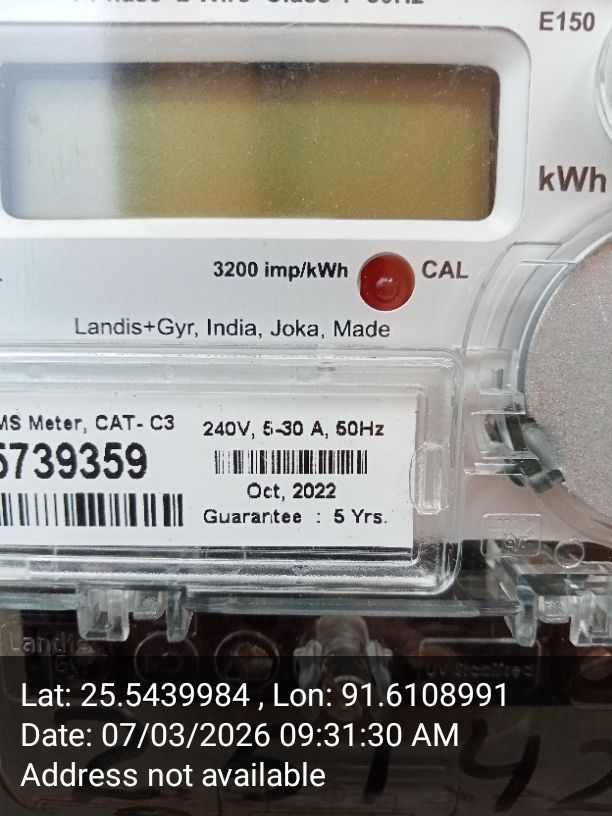 E150
kWh
3200 imp/kWh CAL
Landis+Gyr, India, Joka, Made
MS Meter, CAT- C3
5739359
240V, 5-30 A, 50Hz
Oct, 2022
Guarantee : 5 Yrs.
Landis
Gyr
Lat: 25.5439984 , Lon: 91.6108991
Date: 07/03/2026 09:31:30 AM
Address not available